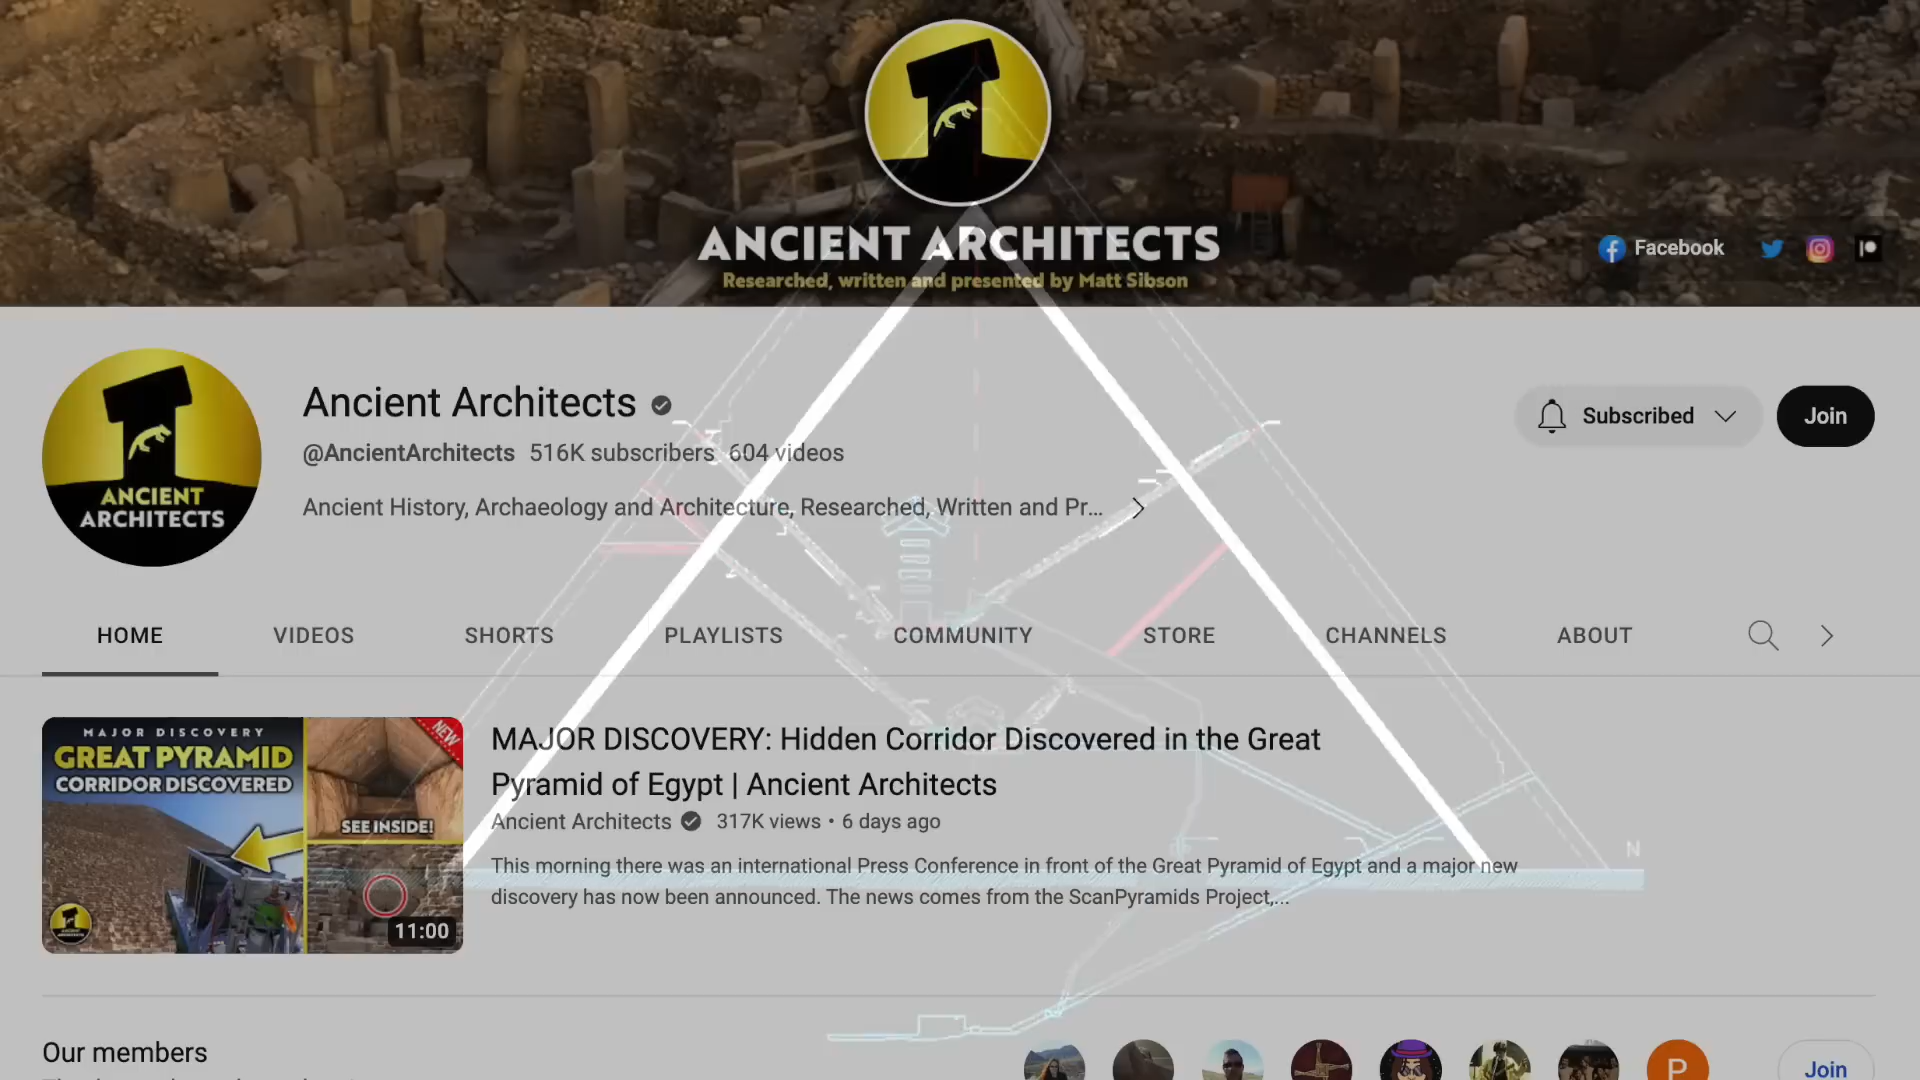 ANCIENT ARCHITECTS
Researched, written and presented by Matt Sibson
Facebook
ANCIENT
ARCHITECTS
Ancient Architects
Subscribed
Join
@AncientArchitects 516K subscribers 604 videos
Ancient History, Archaeology and Architecture, Researched, Written and Pr...
HOME VIDEOS SHORTS PLAYLISTS COMMUNITY STORE CHANNELS ABOUT
MAJOR DISCOVERY
GREAT PYRAMID
CORRIDOR DISCOVERED
NEW
SEE INSIDE!
11:00
MAJOR DISCOVERY: Hidden Corridor Discovered in the Great
Pyramid of Egypt | Ancient Architects
Ancient Architects 317K views • 6 days ago
This morning there was an international Press Conference in front of the Great Pyramid of Egypt and a major new
discovery has now been announced. The news comes from the ScanPyramids Project,...
N
Our members
P
Join